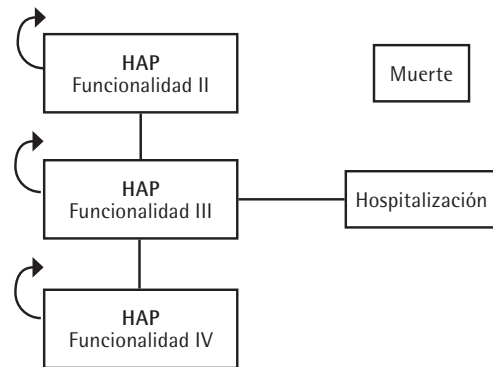 HAP
Funcionalidad II
Muerte
HAP
Funcionalidad III
Hospitalización
HAP
Funcionalidad IV